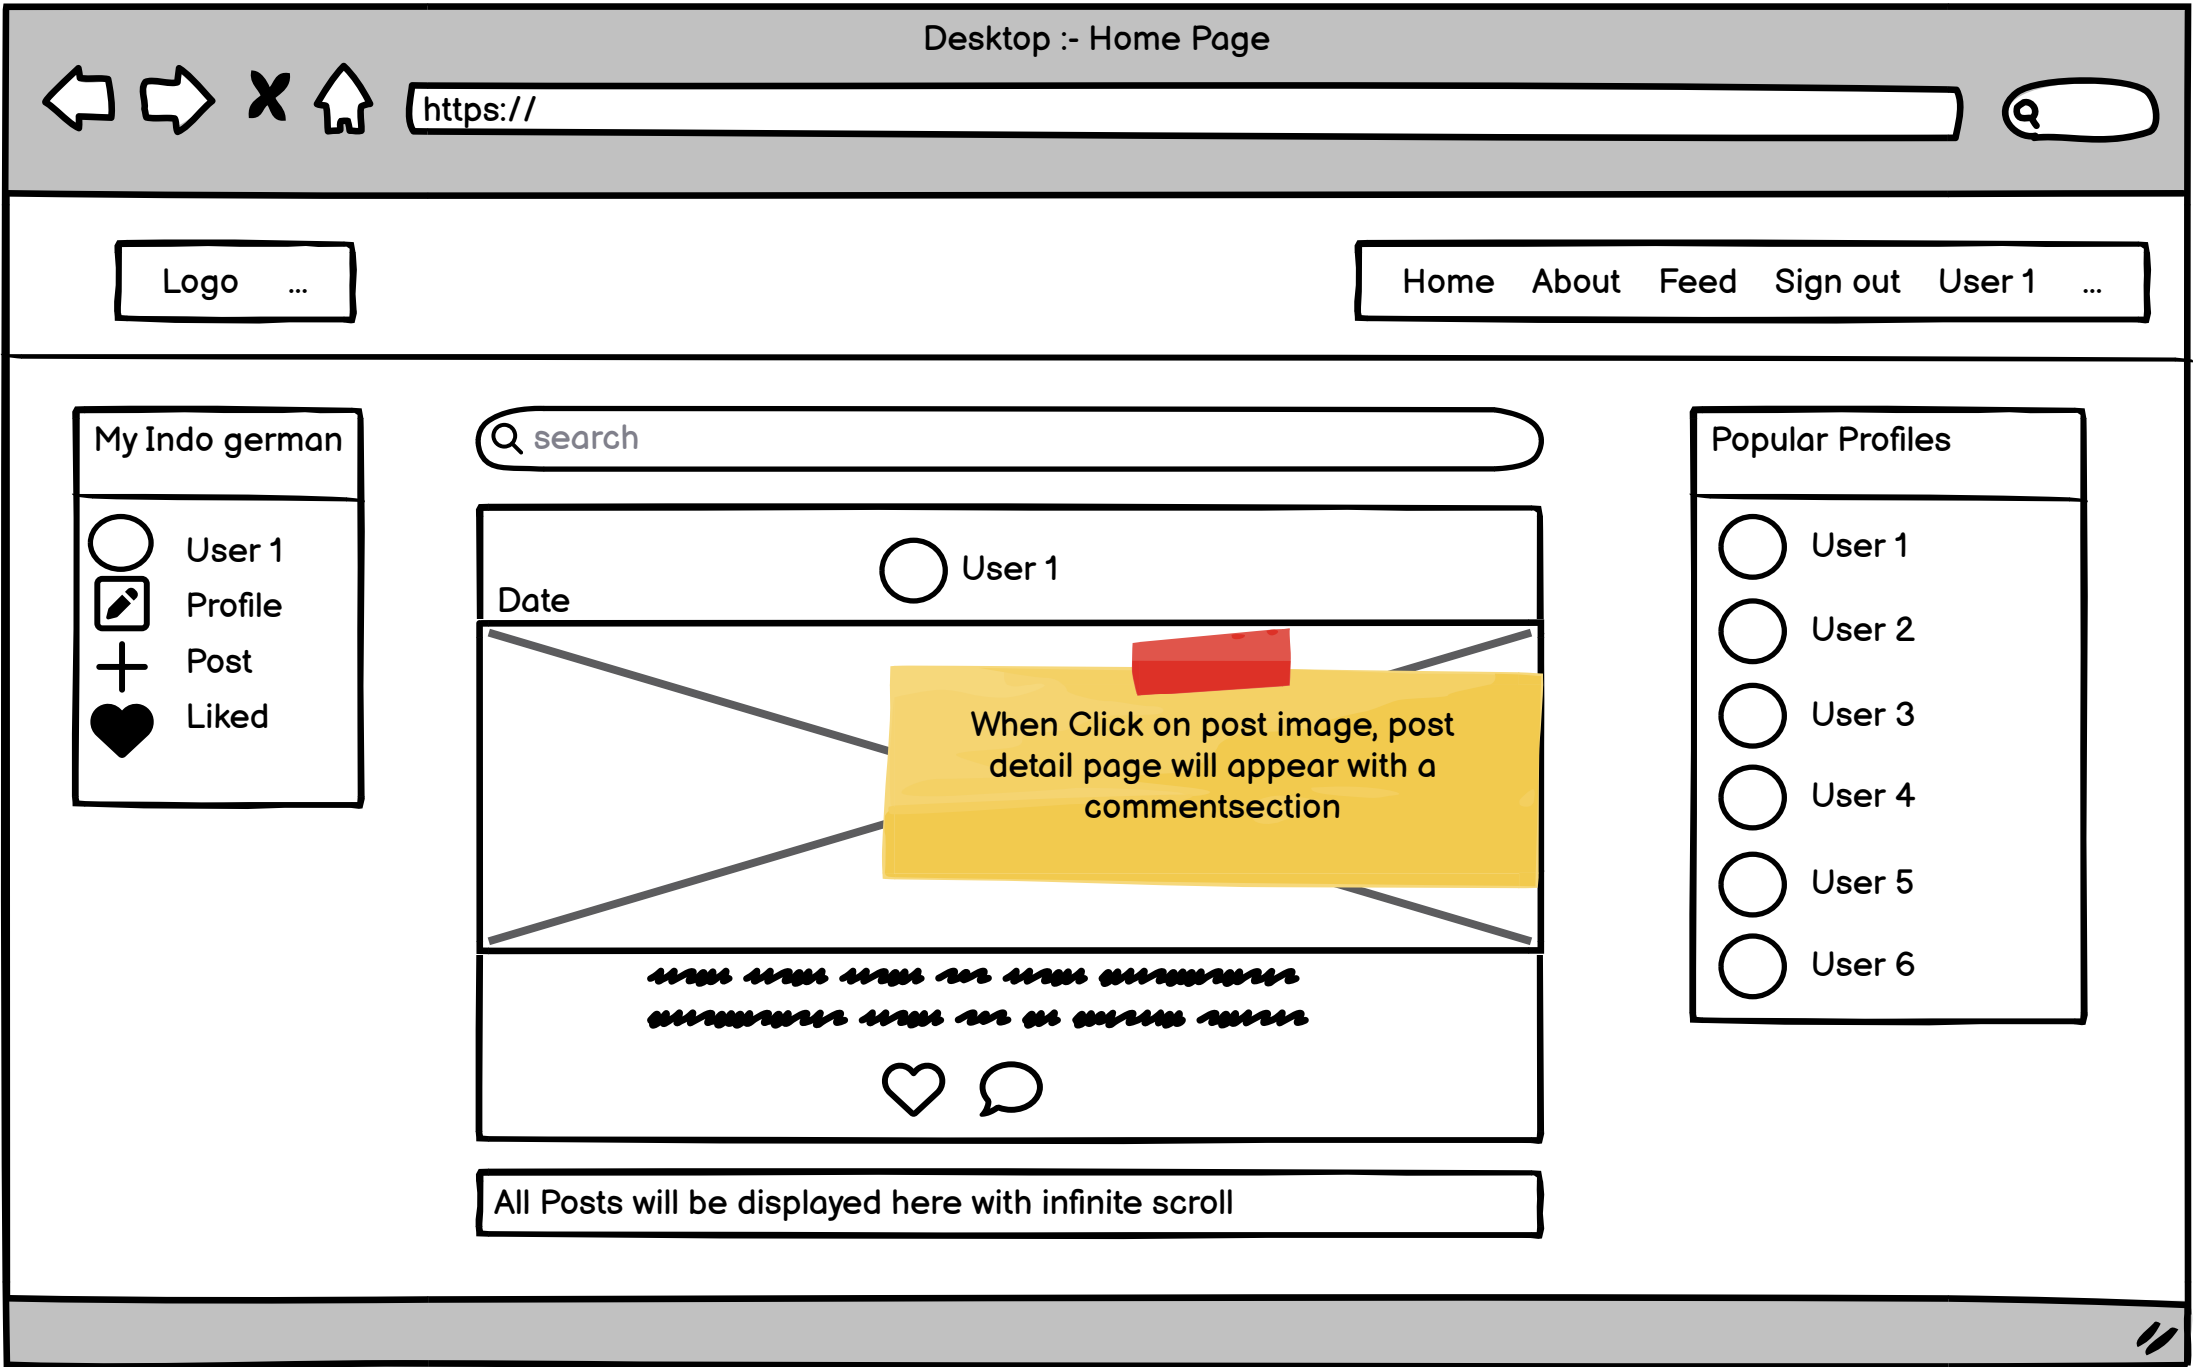 Desktop :- Home Page
https://
Logo ...
Home About Feed Sign out User 1 ...
My Indo german
User 1
Profile
Post
Liked
search
User 1
Date
When Click on post image, post
detail page will appear with a
commentsection
All Posts will be displayed here with infinite scroll
Popular Profiles
User 1
User 2
User 3
User 4
User 5
User 6